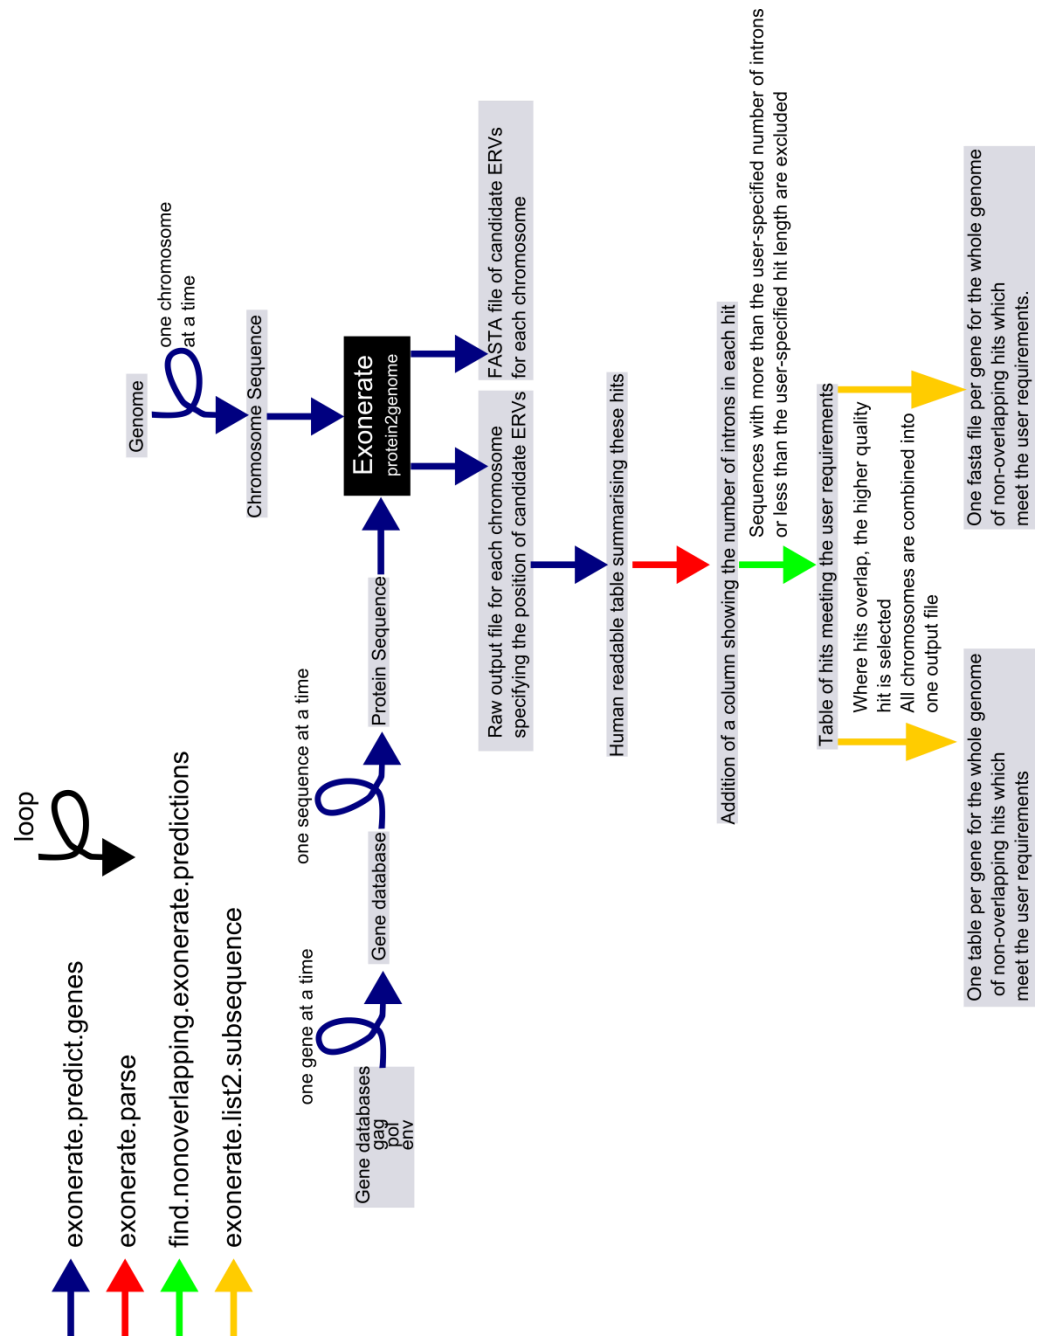 loop
exonerate.predict.genes
exonerate.parse
find.nonoverlapping.exonerate.predictions
exonerate.list2.subsequence
Genome
one chromosome
at a time
Chromosome Sequence
Gene databases
gag
pol
env
one gene at a time
Gene database
one sequence at a time
Protein Sequence
Exonerate
protein2genome
Raw output file for each chromosome
specifying the position of candidate ERVs
FASTA file of candidate ERVs
for each chromosome
Human readable table summarising these hits
Addition of a column showing the number of introns in each hit
Sequences with more than the user-specified number of introns
or less than the user-specified hit length are excluded
Table of hits meeting the user requirements
Where hits overlap, the higher quality
hit is selected
All chromosomes are combined into
one output file
One table per gene for the whole genome
of non-overlapping hits which
meet the user requirements
One fasta file per gene for the whole genome
of non-overlapping hits which
meet the user requirements.